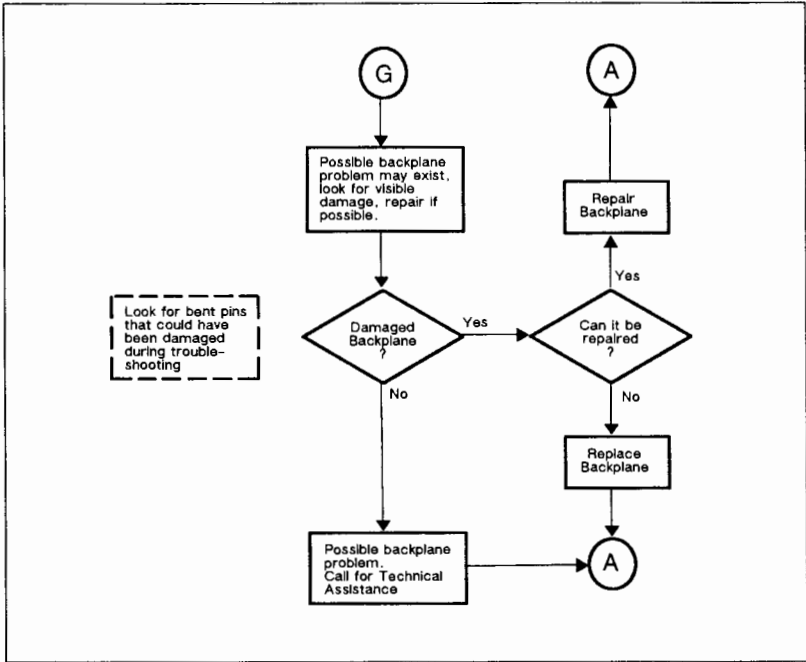 G
A
Possible backplane
problem may exist,
look for visible
damage, repair if
possible.
Repair
Backplane
Yes
Look for bent pins
that could have
been damaged
during trouble-
shooting
Damaged
Backplane
?
Yes
Can it be
repaired
?
No
No
Replace
Backplane
Possible backplane
problem.
Call for Technical
Assistance
A